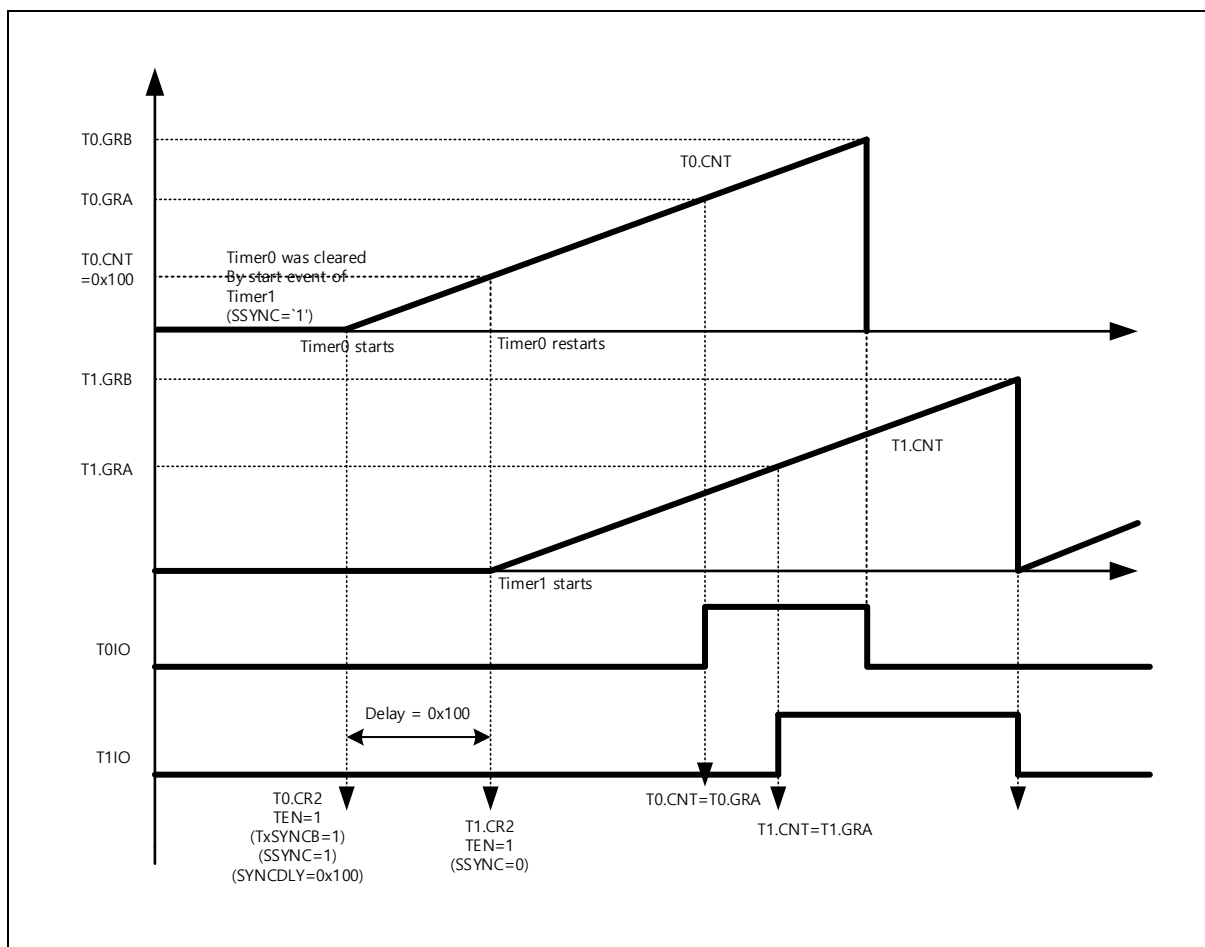 T0.GRB
T0.CNT
T0.GRA
T0.CNT
=0x100
Timer0 was cleared
By start event of
Timer1
(SSYNC=`1')
Timer0 starts
Timer0 restarts
T1.GRB
T1.CNT
T1.GRA
Timer1 starts
T0IO
Delay = 0x100
T1IO
T0.CR2
TEN=1
(TxSYNCB=1)
(SSYNC=1)
(SYNCDLY=0x100)
T1.CR2
TEN=1
(SSYNC=0)
T0.CNT=T0.GRA
T1.CNT=T1.GRA